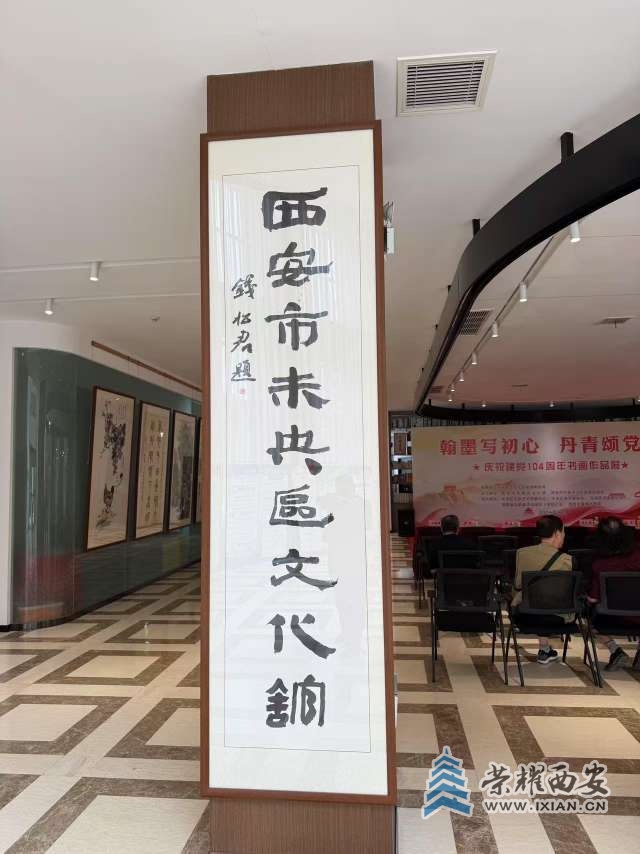 西安市未央區文化舘
錢松君題
翰墨写初心 丹青颂党
★庆祝建党104周年书画作品展★
荣耀西安
WWW.IXIAN.CN